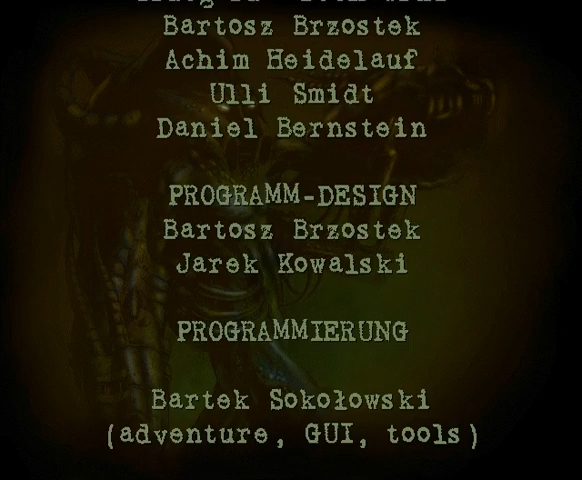 Bartosz Brzostek
Achim Heidelauf
Ulli Smidt
Daniel Bernstein
PROGRAMM-DESIGN
Bartosz Brzostek
Jarek Kowalski
PROGRAMMIERUNG
Bartek Sokołowski
(adventure, GUI, tools)